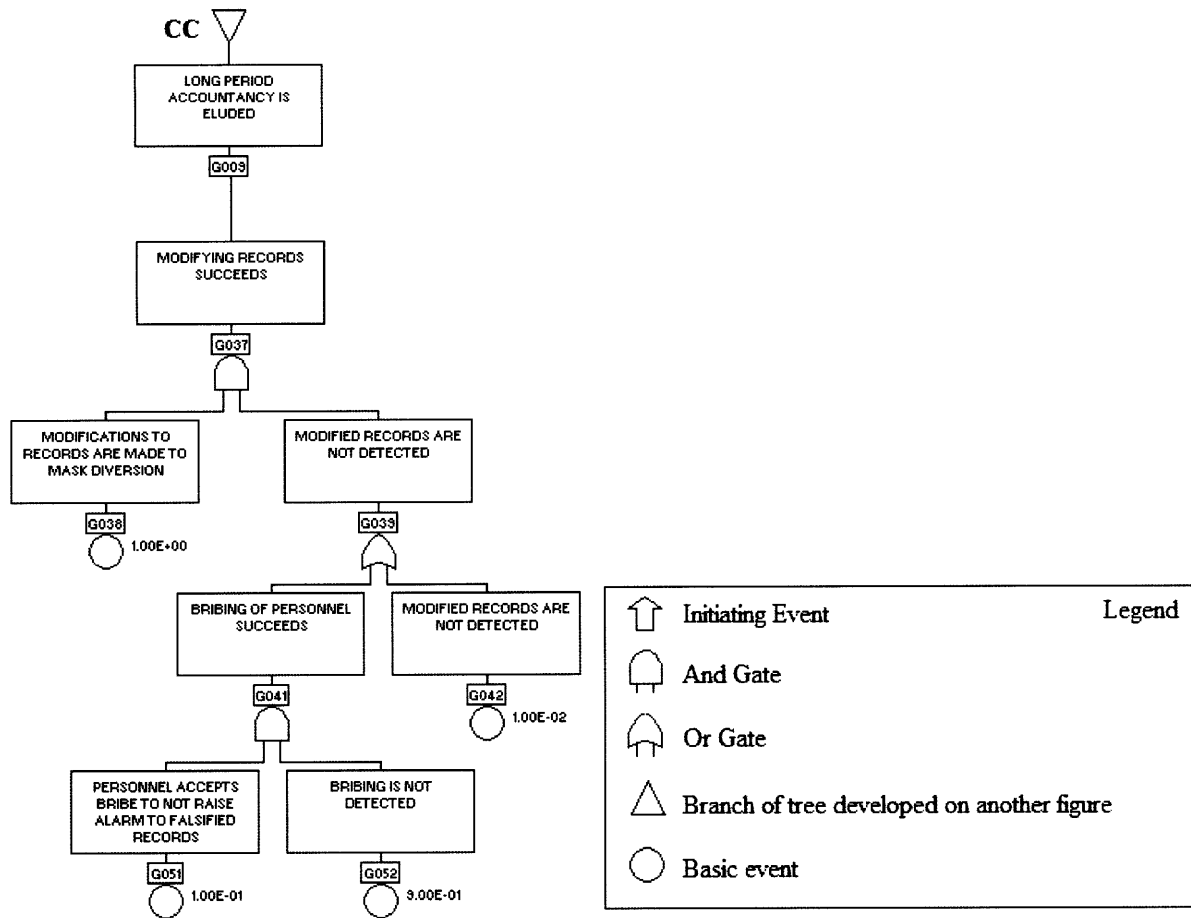 CC
LONG PERIOD
ACCOUNTANCY IS
ELUDED
G009
MODIFYING RECORDS
SUCCEEDS
G037
MODIFICATIONS TO
RECORDS ARE MADE TO
MASK DIVERSION
MODIFIED RECORDS ARE
NOT DETECTED
G038
1.00E+00
G039
BRIBING OF PERSONNEL
SUCCEEDS
MODIFIED RECORDS ARE
NOT DETECTED
G041
G042
1.00E-02
PERSONNEL ACCEPTS
BRIBE TO NOT RAISE
ALARM TO FALSIFIED
RECORDS
BRIBING IS NOT
DETECTED
G051
1.00E-01
G052
9.00E-01
Legend
Initiating Event
And Gate
Or Gate
Branch of tree developed on another figure
Basic event